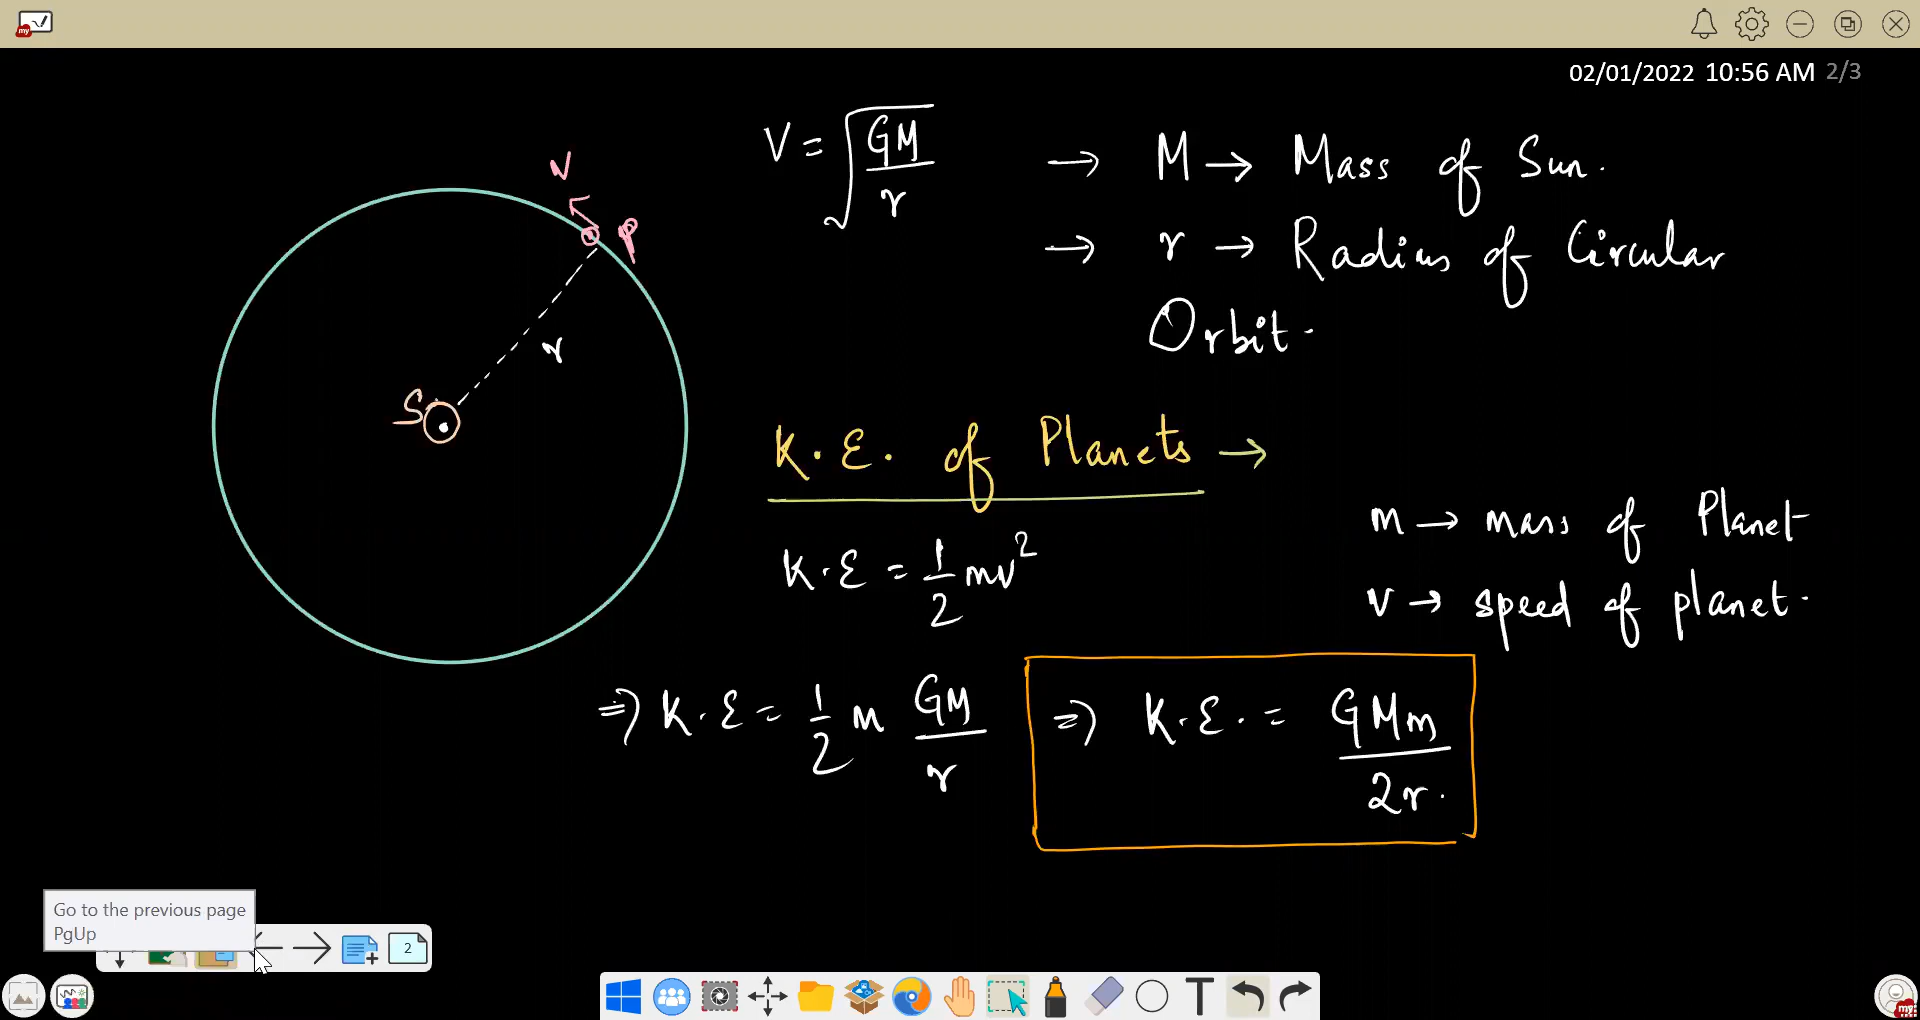 my
02/01/2022 10:56 AM 2/3
V = √(GM/r) → M → Mass of Sun.
→ r → Radius of Circular
Orbit.
v
P
r
S
K.E. of Planets →
K.E = 1/2 mv²
m → mass of Planet
v → speed of planet.
⇒ K.E = 1/2 m GM/r ⇒ K.E. = GMm/2r.
Go to the previous page
PgUp
2
T
my